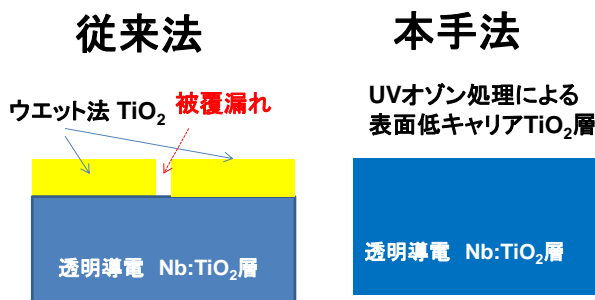 従来法
ウエット法 TiO₂
被覆漏れ
透明導電 Nb:TiO₂層
本手法
UVオゾン処理による
表面低キャリアTiO₂層
透明導電 Nb:TiO₂層